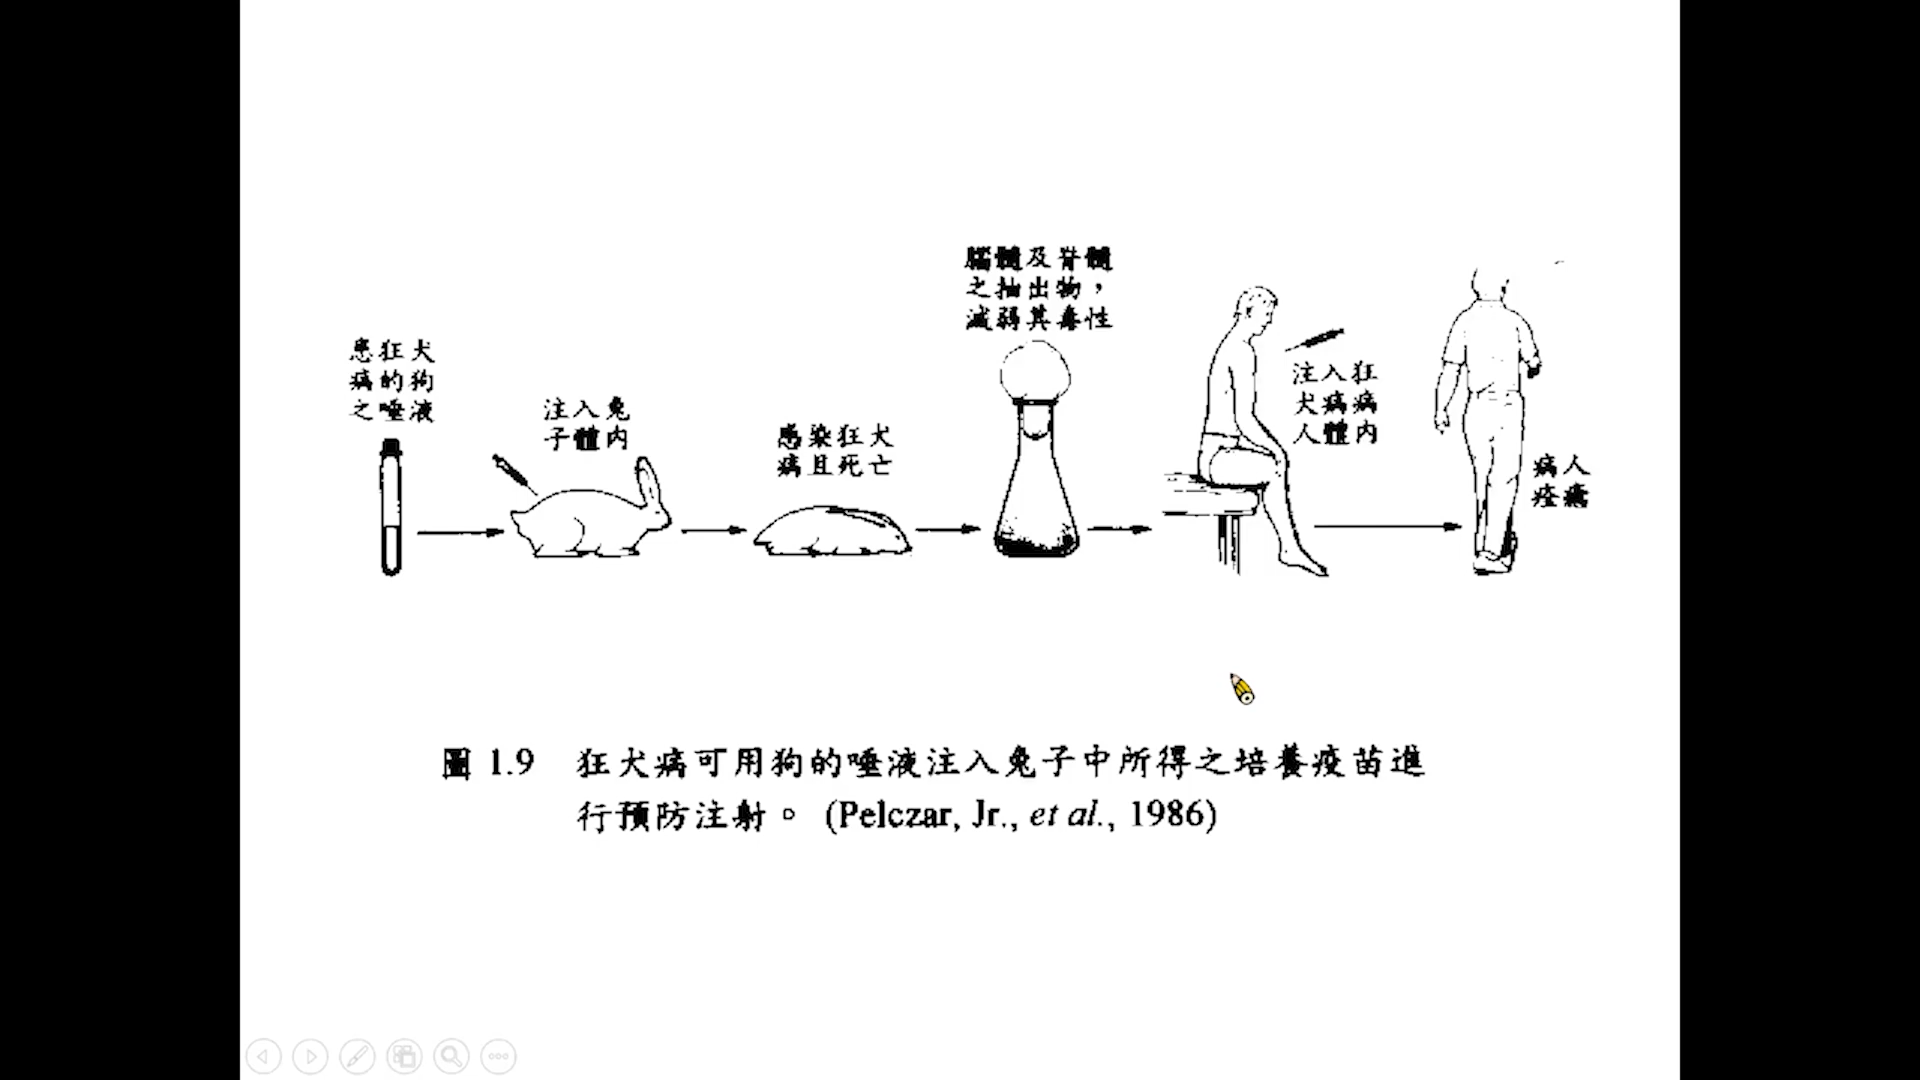 患狂犬
病的狗
之唾液
注入兔
子體內
感染狂犬
病且死亡
腦髓及脊髓
之抽出物，
減弱其毒性
注入狂
犬病病
人體內
病人
痊癒
圖 1.9 狂犬病可用狗的唾液注入兔子中所得之培養疫苗進
行預防注射。 (Pelczar, Jr., et al., 1986)